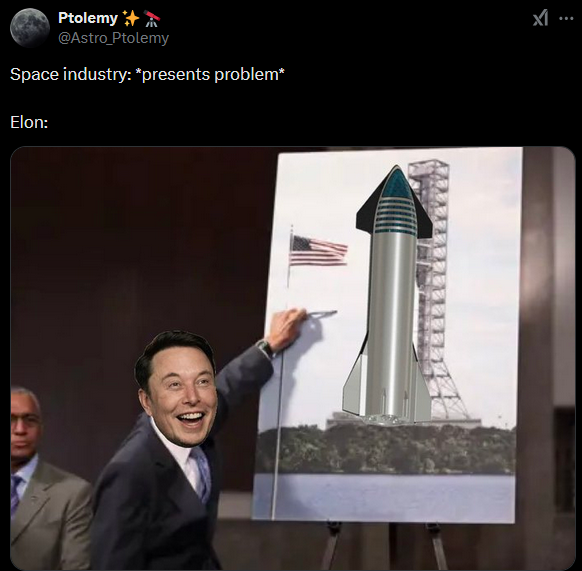 Ptolemy ✨🔭
@Astro_Ptolemy
Space industry: *presents problem*
Elon: